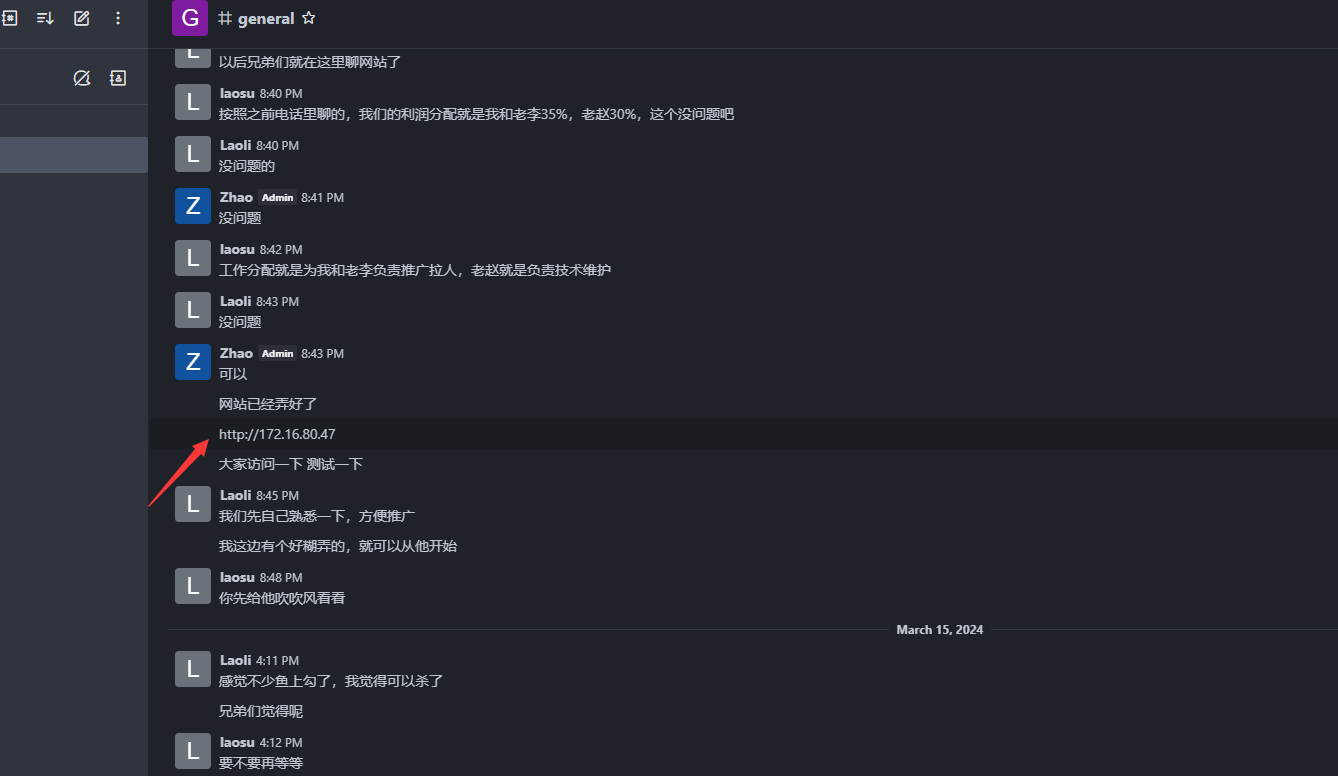 G
general
L
以后兄弟们就在这里聊网站了
L
laosu 8:40 PM
按照之前电话里聊的，我们的利润分配就是我和老李35%，老赵30%，这个没问题吧
L
Laoli 8:40 PM
没问题的
Z
Zhao Admin 8:41 PM
没问题
L
laosu 8:42 PM
工作分配就是为我和老李负责推广拉人，老赵就是负责技术维护
L
Laoli 8:43 PM
没问题
Z
Zhao Admin 8:43 PM
可以
网站已经弄好了
http://172.16.80.47
大家访问一下 测试一下
L
Laoli 8:45 PM
我们先自己熟悉一下，方便推广
我这边有个好糊弄的，就可以从他开始
L
laosu 8:48 PM
你先给他吹吹风看看
March 15, 2024
L
Laoli 4:11 PM
感觉不少鱼上勾了，我觉得可以杀了
兄弟们觉得呢
L
laosu 4:12 PM
要不要再等等